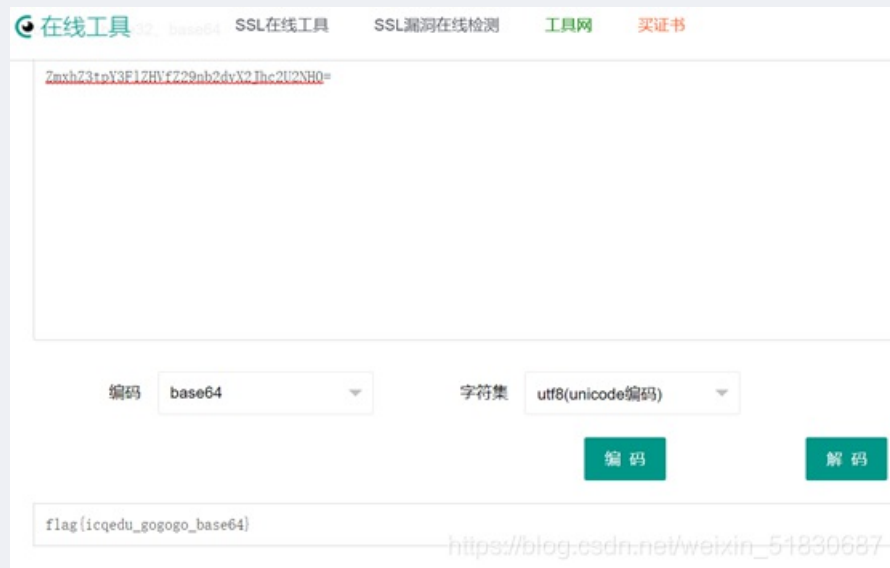 在线工具 SSL在线工具 SSL漏洞在线检测 工具网 买证书
ZmxhZ3tpY3FlZHVfZ29nb2dvX2Jhc2U2NH0=
编码 base64 字符集 utf8(unicode编码)
编 码 解 码
flag{icqedu_gogogo_base64}
https://blog.csdn.net/weixin_51830687